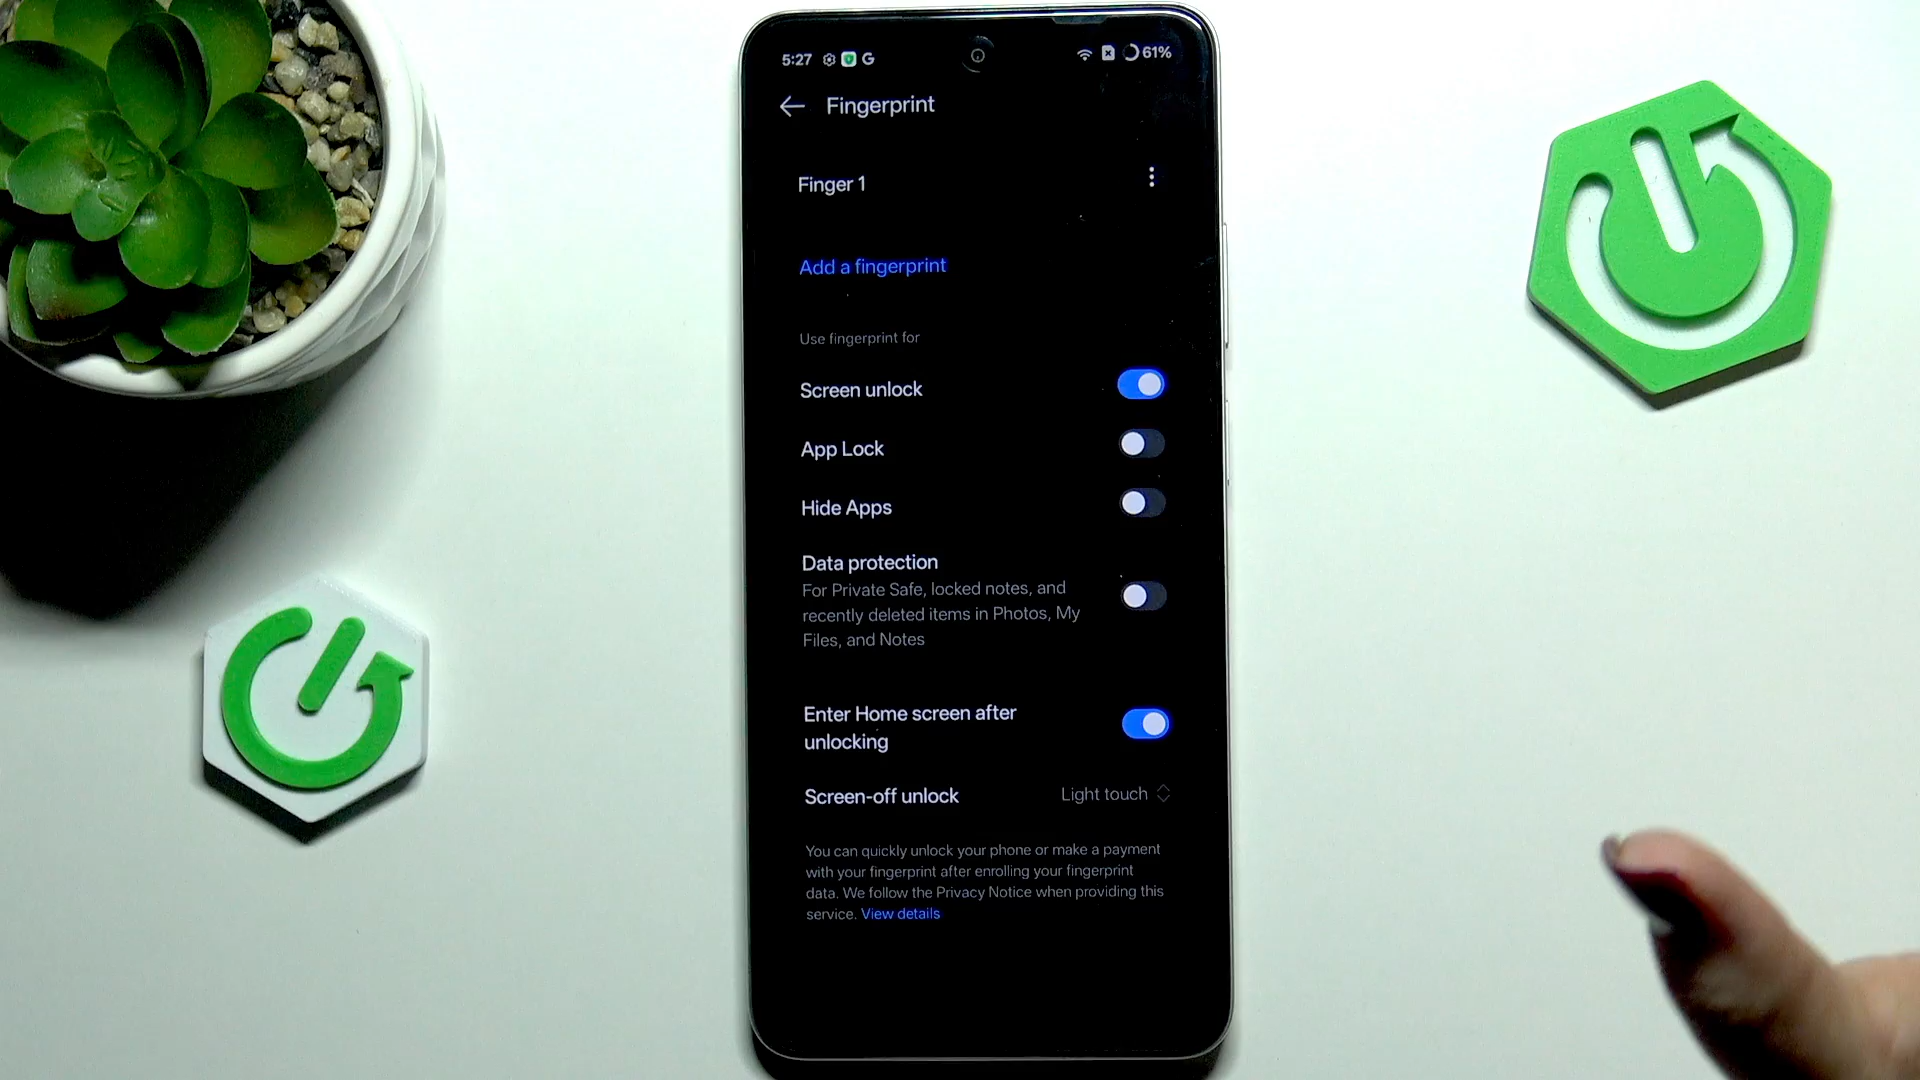 5:27 G 61%
Fingerprint
Finger 1
Add a fingerprint
Use fingerprint for
Screen unlock
App Lock
Hide Apps
Data protection
For Private Safe, locked notes, and
recently deleted items in Photos, My
Files, and Notes
Enter Home screen after
unlocking
Screen-off unlock Light touch
You can quickly unlock your phone or make a payment
with your fingerprint after enrolling your fingerprint
data. We follow the Privacy Notice when providing this
service. View details